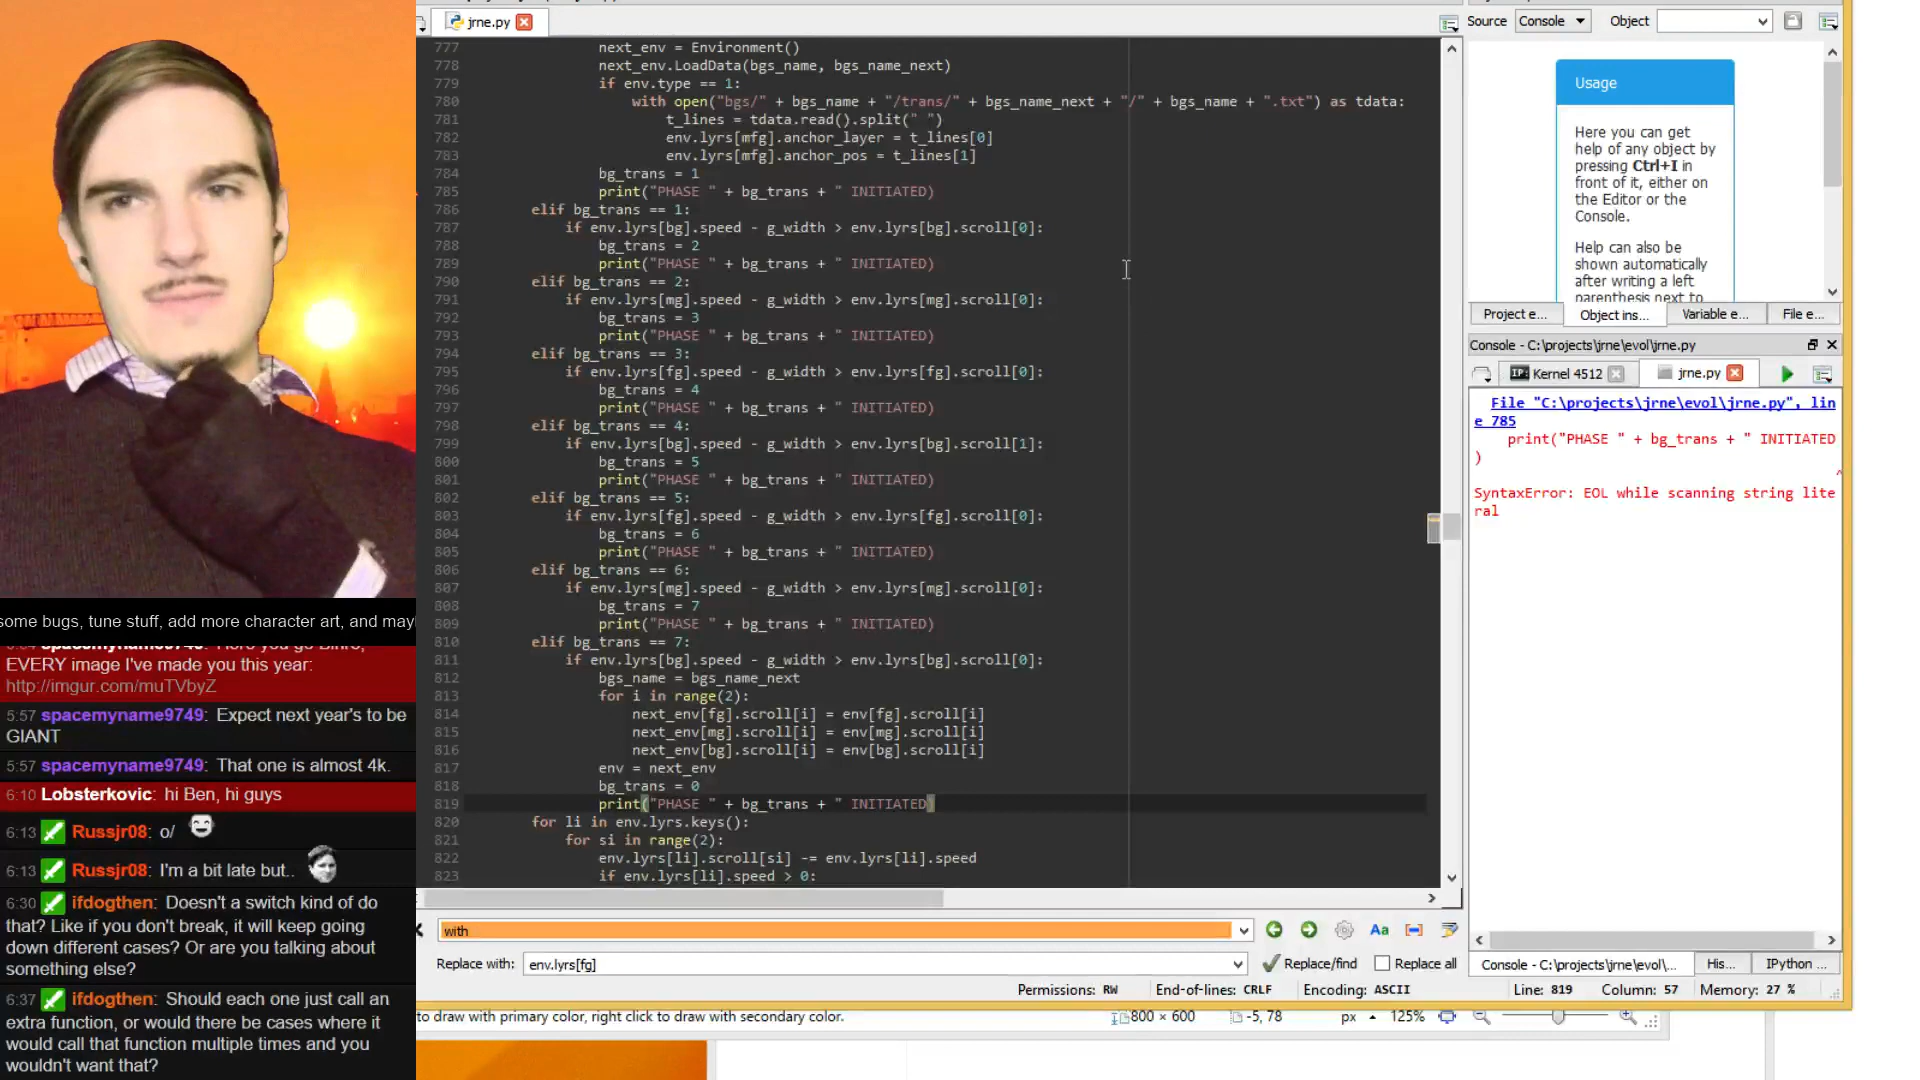 jrne.py
777 next_env = Environment()
778 next_env.LoadData(bgs_name, bgs_name_next)
779 if env.type == 1:
780 with open("bgs/" + bgs_name + "/trans/" + bgs_name_next + "/" + bgs_name + ".txt") as tdata:
781 t_lines = tdata.read().split(" ")
782 env.lyrs[mfg].anchor_layer = t_lines[0]
783 env.lyrs[mfg].anchor_pos = t_lines[1]
784 bg_trans = 1
785 print("PHASE " + bg_trans + " INITIATED)
786 elif bg_trans == 1:
787 if env.lyrs[bg].speed - g_width > env.lyrs[bg].scroll[0]:
788 bg_trans = 2
789 print("PHASE " + bg_trans + " INITIATED)
790 elif bg_trans == 2:
791 if env.lyrs[mg].speed - g_width > env.lyrs[mg].scroll[0]:
792 bg_trans = 3
793 print("PHASE " + bg_trans + " INITIATED)
794 elif bg_trans == 3:
795 if env.lyrs[fg].speed - g_width > env.lyrs[fg].scroll[0]:
796 bg_trans = 4
797 print("PHASE " + bg_trans + " INITIATED)
798 elif bg_trans == 4:
799 if env.lyrs[bg].speed - g_width > env.lyrs[bg].scroll[1]:
800 bg_trans = 5
801 print("PHASE " + bg_trans + " INITIATED)
802 elif bg_trans == 5:
803 if env.lyrs[fg].speed - g_width > env.lyrs[fg].scroll[0]:
804 bg_trans = 6
805 print("PHASE " + bg_trans + " INITIATED)
806 elif bg_trans == 6:
807 if env.lyrs[mg].speed - g_width > env.lyrs[mg].scroll[0]:
808 bg_trans = 7
809 print("PHASE " + bg_trans + " INITIATED)
810 elif bg_trans == 7:
811 if env.lyrs[bg].speed - g_width > env.lyrs[bg].scroll[0]:
812 bgs_name = bgs_name_next
813 for i in range(2):
814 next_env[fg].scroll[i] = env[fg].scroll[i]
815 next_env[mg].scroll[i] = env[mg].scroll[i]
816 next_env[bg].scroll[i] = env[bg].scroll[i]
817 env = next_env
818 bg_trans = 0
819 print("PHASE " + bg_trans + " INITIATED)
820 for li in env.lyrs.keys():
821 for si in range(2):
822 env.lyrs[li].scroll[si] -= env.lyrs[li].speed
823 if env.lyrs[li].speed > 0:
with
Aa
Replace with: env.lyrs[fg]
Replace/find
Replace all
Permissions: RW End-of-lines: CRLF Encoding: ASCII Line: 819 Column: 57 Memory: 27 %
to draw with primary color, right click to draw with secondary color.
800 × 600 -5, 78 px 125%
Source Console Object
Usage
Here you can get
help of any object by
pressing Ctrl+I in
front of it, either on
the Editor or the
Console.
Help can also be
shown automatically
after writing a left
parenthesis next to
Project e... Object ins... Variable e... File e...
Console - C:\projects\jrne\evol\jrne.py
IP: Kernel 4512 jrne.py
File "C:\projects\jrne\evol\jrne.py", lin
e 785
print("PHASE " + bg_trans + " INITIATED
)
^
SyntaxError: EOL while scanning string lite
ral
Console - C:\projects\jrne\evol\... His... IPython ...
some bugs, tune stuff, add more character art, and may
EVERY image I've made you this year:
http://imgur.com/muTVbyZ
5:57 spacemyname9749: Expect next year's to be
GIANT
5:57 spacemyname9749: That one is almost 4k.
6:10 Lobsterkovic: hi Ben, hi guys
6:13 Russjr08: o/
6:13 Russjr08: I'm a bit late but..
6:30 ifdogthen: Doesn't a switch kind of do
that? Like if you don't break, it will keep going
down different cases? Or are you talking about
something else?
6:37 ifdogthen: Should each one just call an
extra function, or would there be cases where it
would call that function multiple times and you
wouldn't want that?